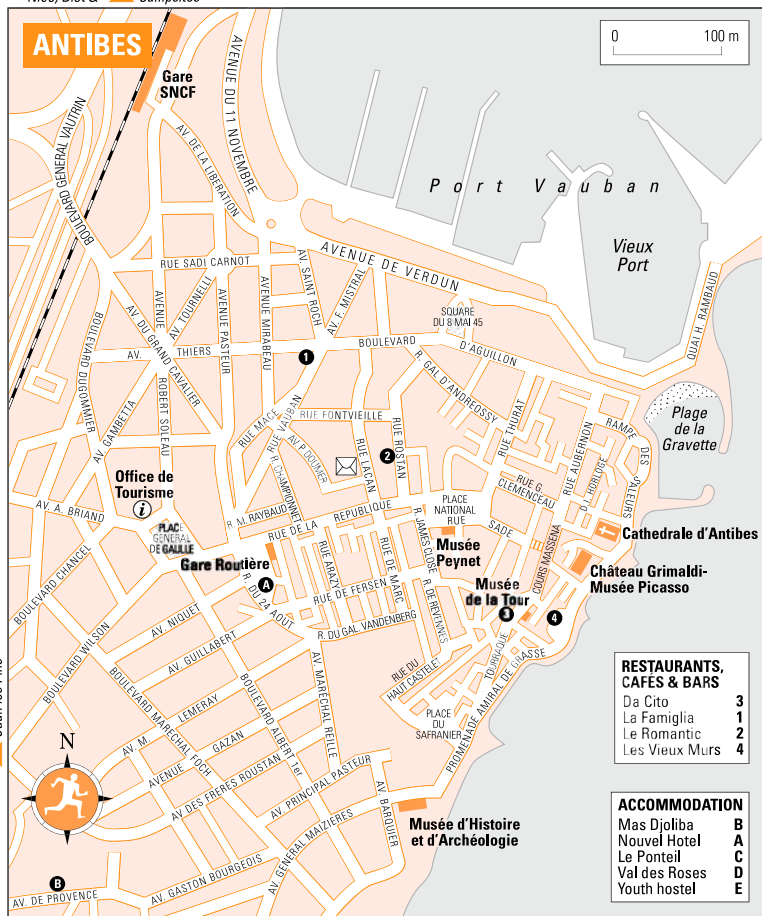 ANTIBES
0 100 m
Gare
SNCF
AVENUE DU 11 NOVEMBRE
BOULEVARD GENERAL VAUTRIN
AV. DE LA LIBERATION
Port Vauban
Vieux
Port
QUAI H. RAMBAUD
RUE SADI CARNOT
AV. SAINT ROCH
AVENUE DE VERDUN
AV. F. MISTRAL
SQUARE
DU 8 MAI 45
AVENUE
ROBERT SOLEAU
AV. TOURNELLI
AVENUE PASTEUR
AVENUE MIRABEAU
BOULEVARD DUGOMMIER
AV. DU GRAND CAVALIER
AV. THIERS
1
BOULEVARD
D'AGUILLON
R. GAL D'ANDREOSSY
Plage
de la
Gravette
RAMPE DES SALEURS
AV. GAMBETTA
RUE MACE
RUE VAUBAN
RUE FONTVIEILLE
AV. P DOUMER
RUE LACAN
RUE ROSTAN
2
RUE THURAT
RUE AUBERNON
R. CHAMPIONNET
Office de
Tourisme
i
RUE G.
CLEMENCEAU
D. L' HORLOGE
AV. A. BRIAND
R. M. RAYBAUD
RUE DE LA REPUBLIQUE
PLACE
NATIONAL
RUE
SADE
COURS MASSENA
Cathedrale d'Antibes
PLACE
GENERAL
DE GAULLE
Gare Routière
A
R. DU 24 AOUT
RUE ARAZY
RUE DE FERSEN
RUE DE MARC
R. JAMES CLOSE
R. DE REVENNES
Musée
Peynet
Château Grimaldi-
Musée Picasso
Musée
de la Tour
3
4
BOULEVARD CHANCEL
BOULEVARD WILSON
AV. NIQUET
AV. GUILLABERT
R. DU GAL VANDENBERG
RUE DU
HAUT CASTELET
TOURRAQUE
PROMENADE AMIRAL DE GRASSE
PLACE
DU
SAFRANIER
AV. M. LEMERAY
BOULEVARD MARECHAL FOCH
BOULEVARD ALBERT 1er
AV. MARÉCHAL REILLE
AVENUE GAZAN
AV. DES FRERES ROUSTAN
AV. PRINCIPAL PASTEUR
AV. BARQUIER
AV. GENERAL MAIZIERES
Musée d'Histoire
et d'Archéologie
N
B
AV. DE PROVENCE
AV. GASTON BOURGEOIS
RESTAURANTS,
CAFÉS & BARS
Da Cito 3
La Famiglia 1
Le Romantic 2
Les Vieux Murs 4
ACCOMMODATION
Mas Djoliba B
Nouvel Hotel A
Le Ponteil C
Val des Roses D
Youth hostel E